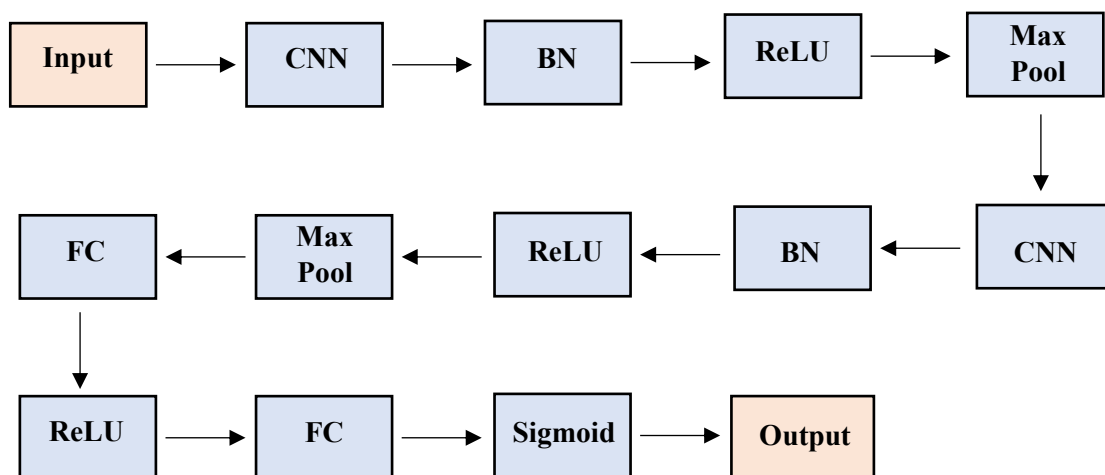 Input
CNN
BN
ReLU
Max
Pool
CNN
BN
ReLU
Max
Pool
FC
ReLU
FC
Sigmoid
Output